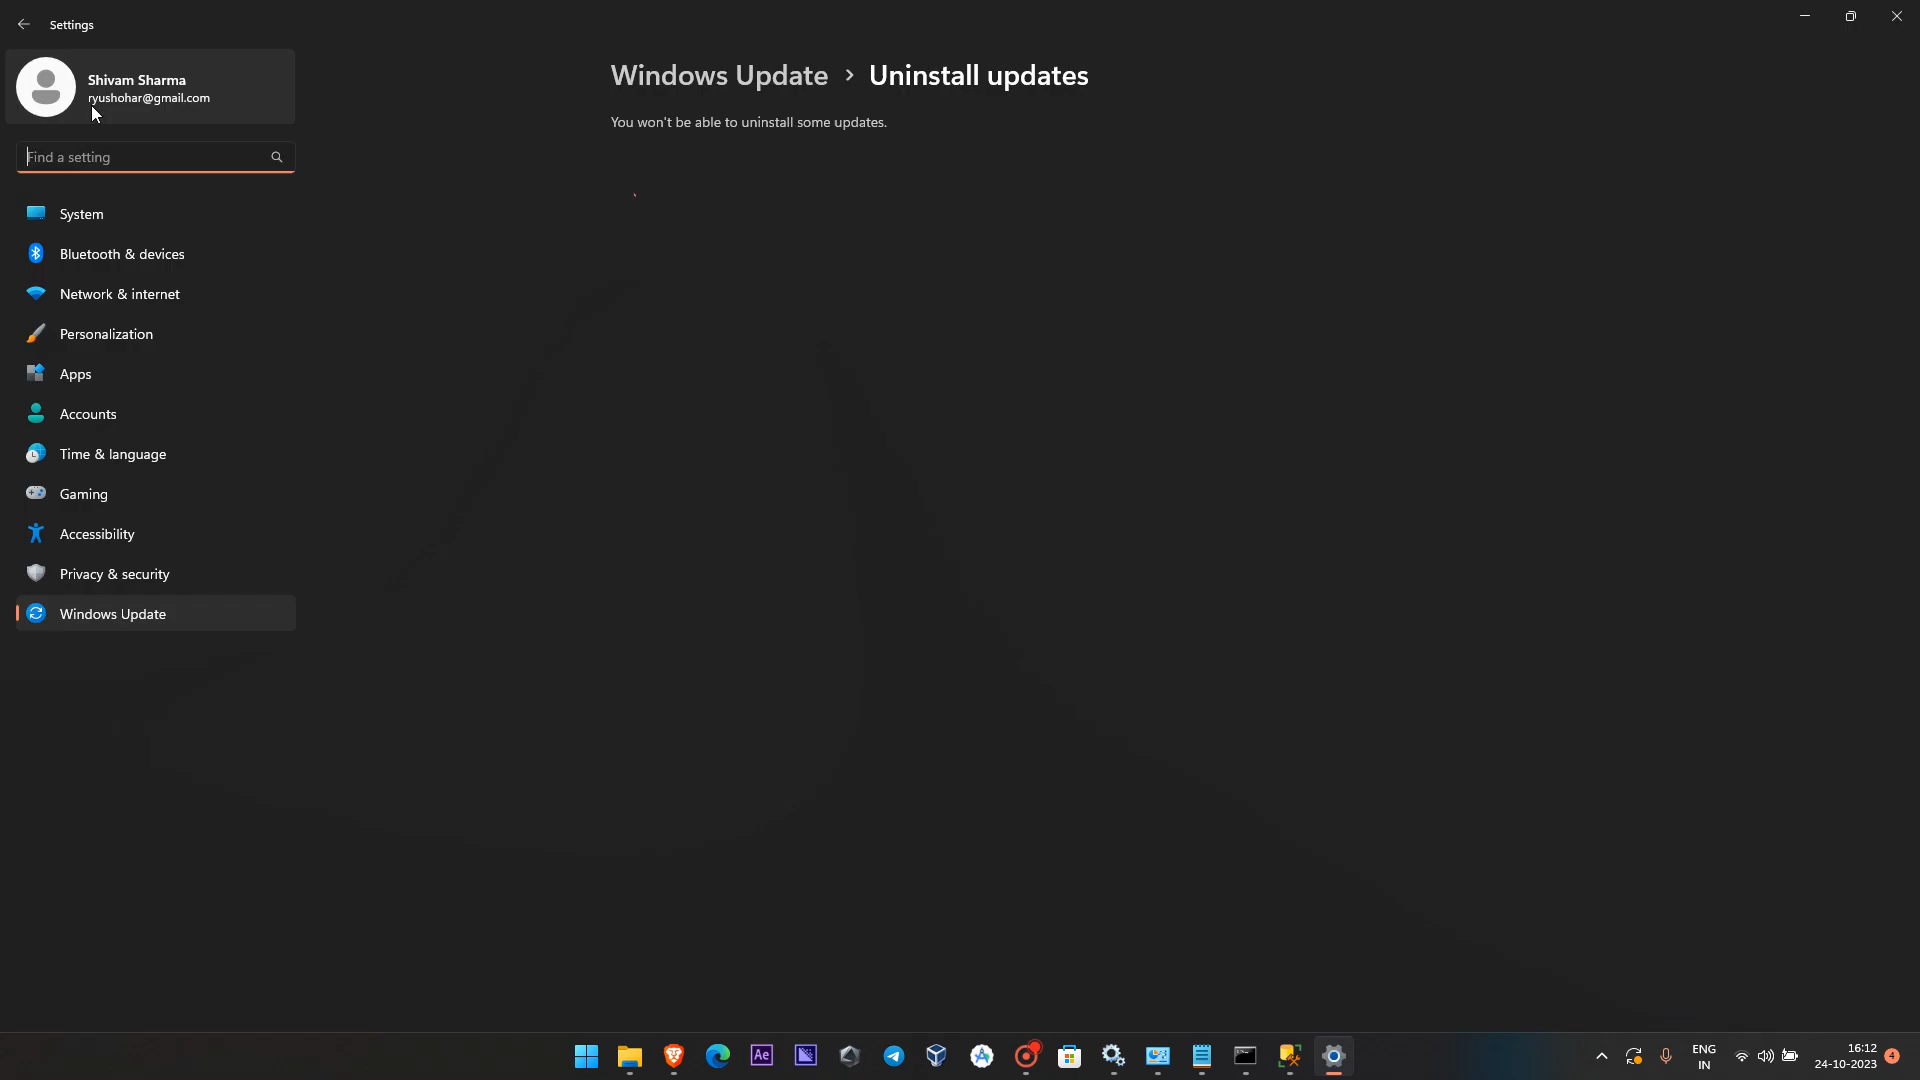 Settings
Shivam Sharma
ryushohar@gmail.com
Find a setting
System
Bluetooth & devices
Network & internet
Personalization
Apps
Accounts
Time & language
Gaming
Accessibility
Privacy & security
Windows Update
Windows Update > Uninstall updates
You won't be able to uninstall some updates.
Ae
ENG
IN
16:12
24-10-2023
4